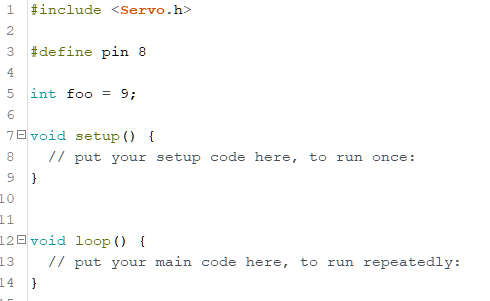 1 #include <Servo.h>
2
3 #define pin 8
4
5 int foo = 9;
6
7 void setup() {
8 // put your setup code here, to run once:
9 }
10
11
12 void loop() {
13 // put your main code here, to run repeatedly:
14 }